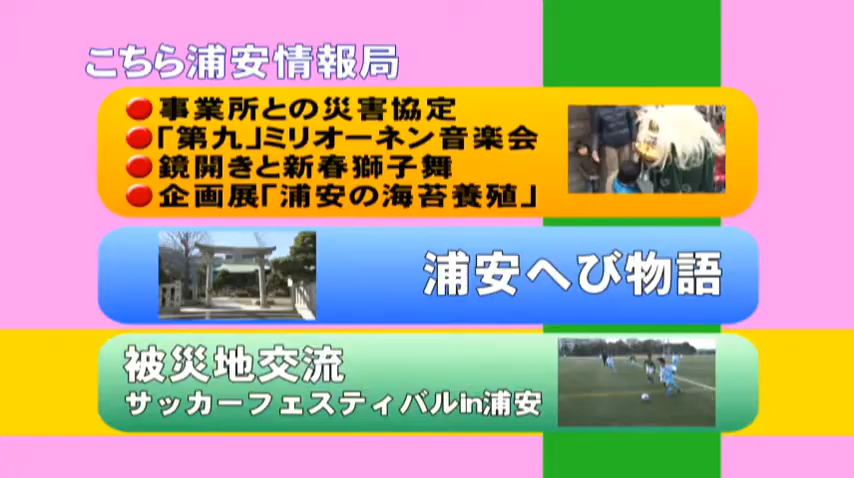 こちら浦安情報局
事業所との災害協定
「第九」ミリオーネン音楽会
鏡開きと新春獅子舞
企画展「浦安の海苔養殖」
浦安へび物語
被災地交流
サッカーフェスティバルin浦安